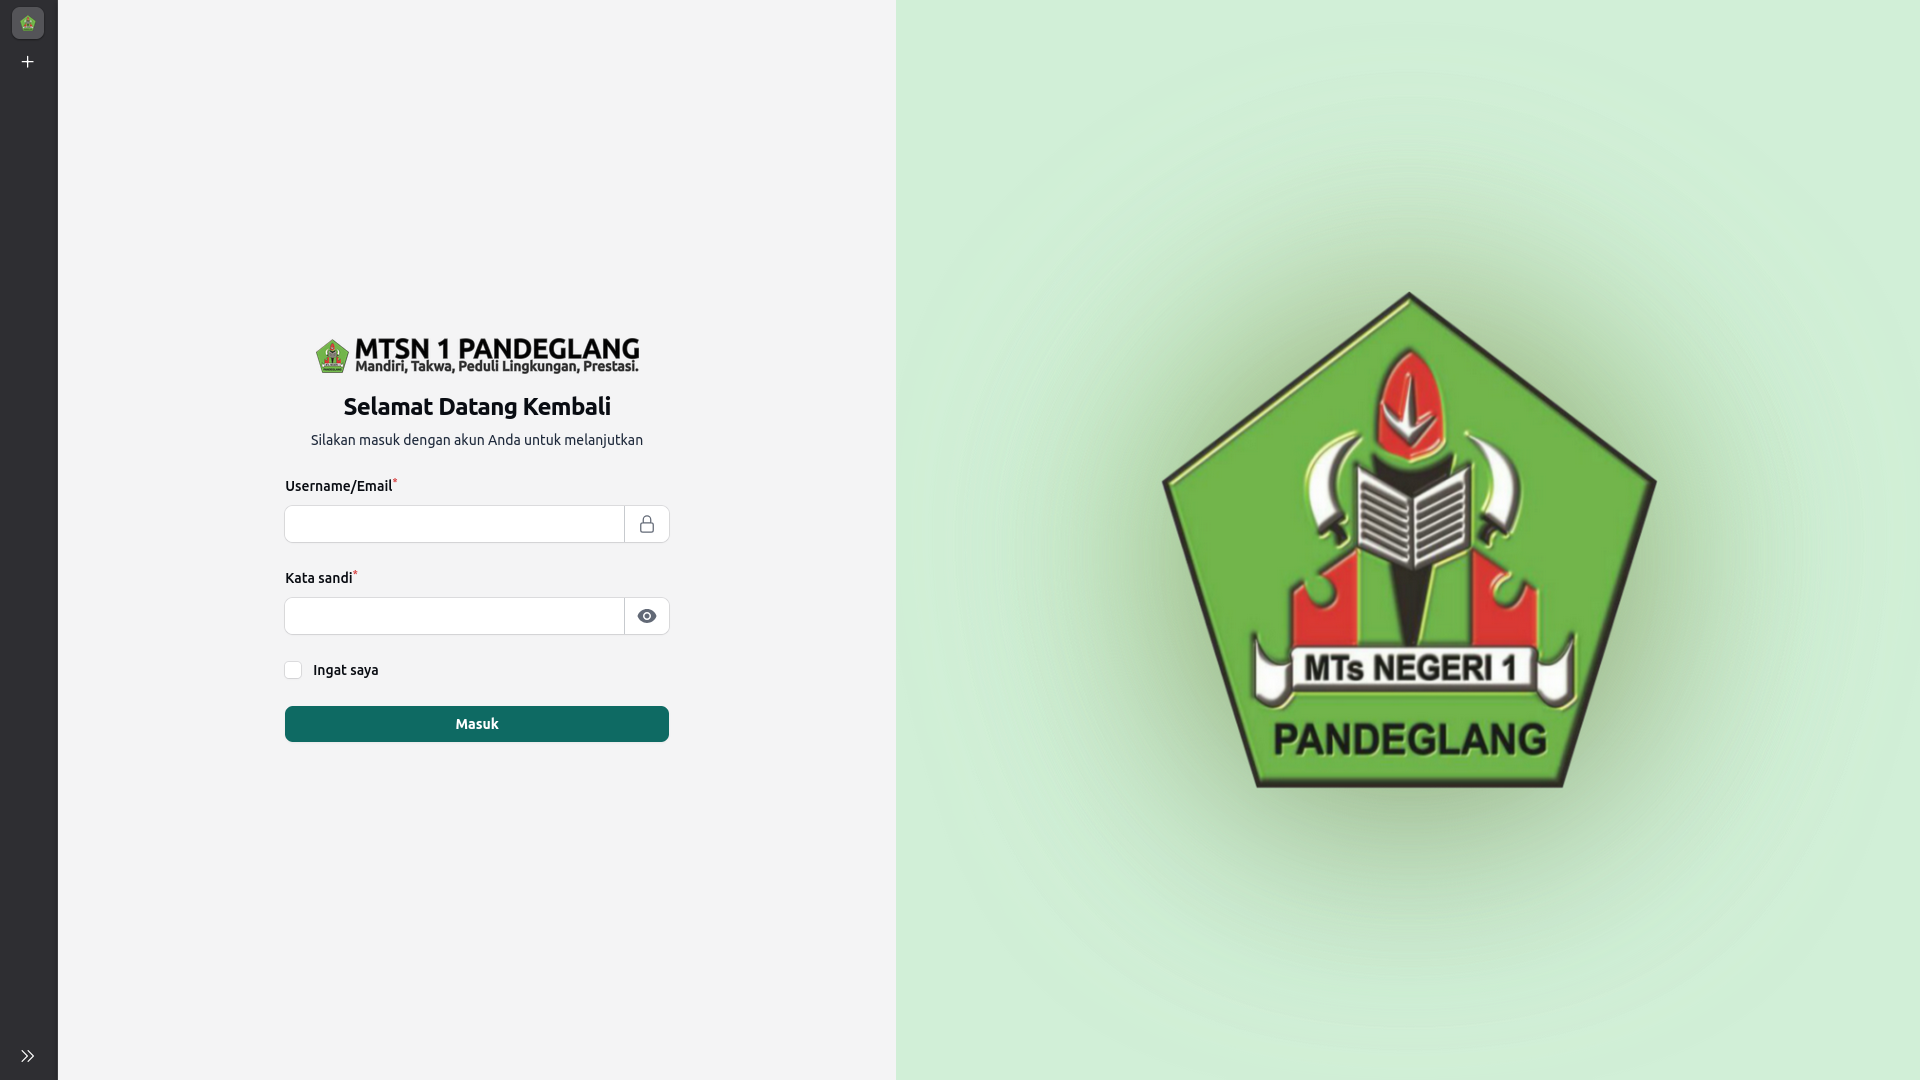 MTSN 1 PANDEGLANG
Mandiri, Takwa, Peduli Lingkungan, Prestasi.
Selamat Datang Kembali
Silakan masuk dengan akun Anda untuk melanjutkan
Username/Email*
Kata sandi*
Ingat saya
Masuk
MTs NEGERI 1
PANDEGLANG